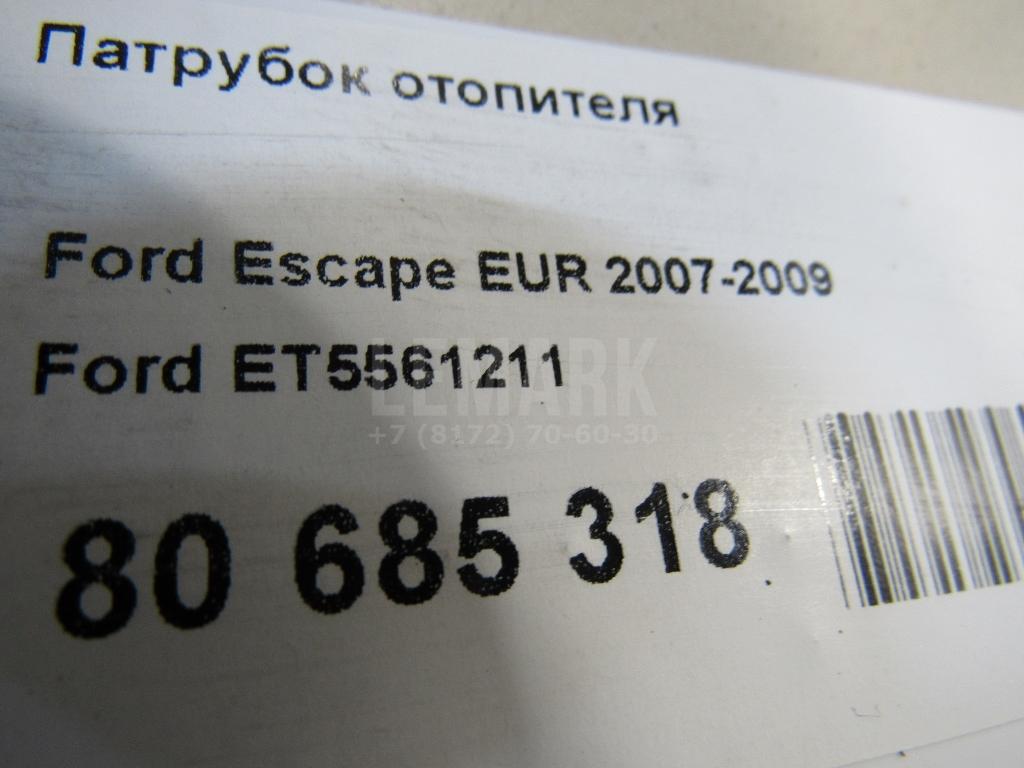 Патрубок отопителя
Ford Escape EUR 2007-2009
Ford ET5561211
LEMARK
+7 (8172) 70-60-30
80 685 318